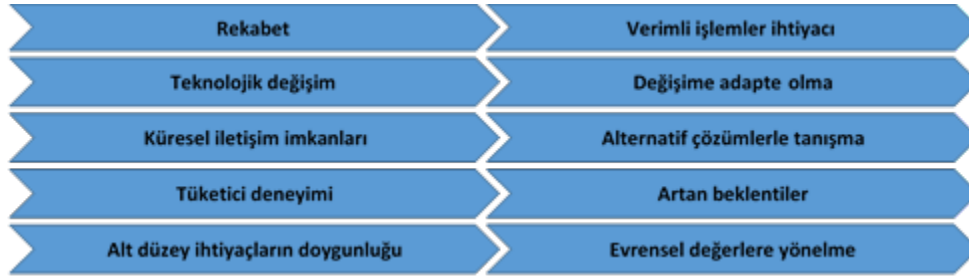 Rekabet
Verimli işlemler ihtiyacı
Teknolojik değişim
Değişime adapte olma
Küresel iletişim imkanları
Alternatif çözümlerle tanışma
Tüketici deneyimi
Artan beklentiler
Alt düzey ihtiyaçların doygunluğu
Evrensel değerlere yönelme